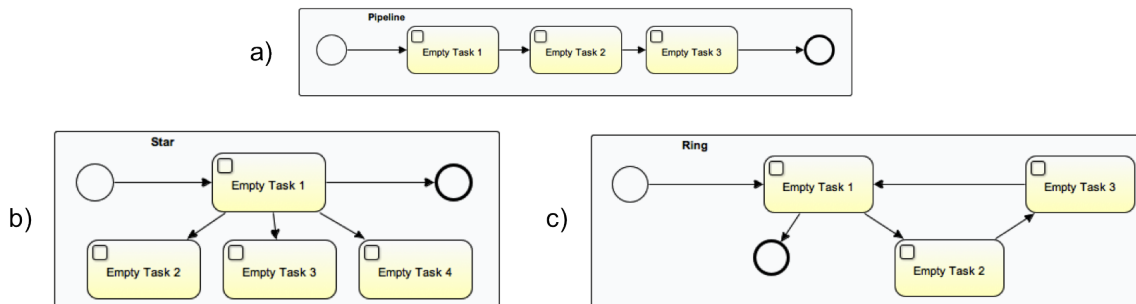 Pipeline
a)
Empty Task 1
Empty Task 2
Empty Task 3
Star
b)
Empty Task 1
Empty Task 2
Empty Task 3
Empty Task 4
Ring
c)
Empty Task 1
Empty Task 3
Empty Task 2